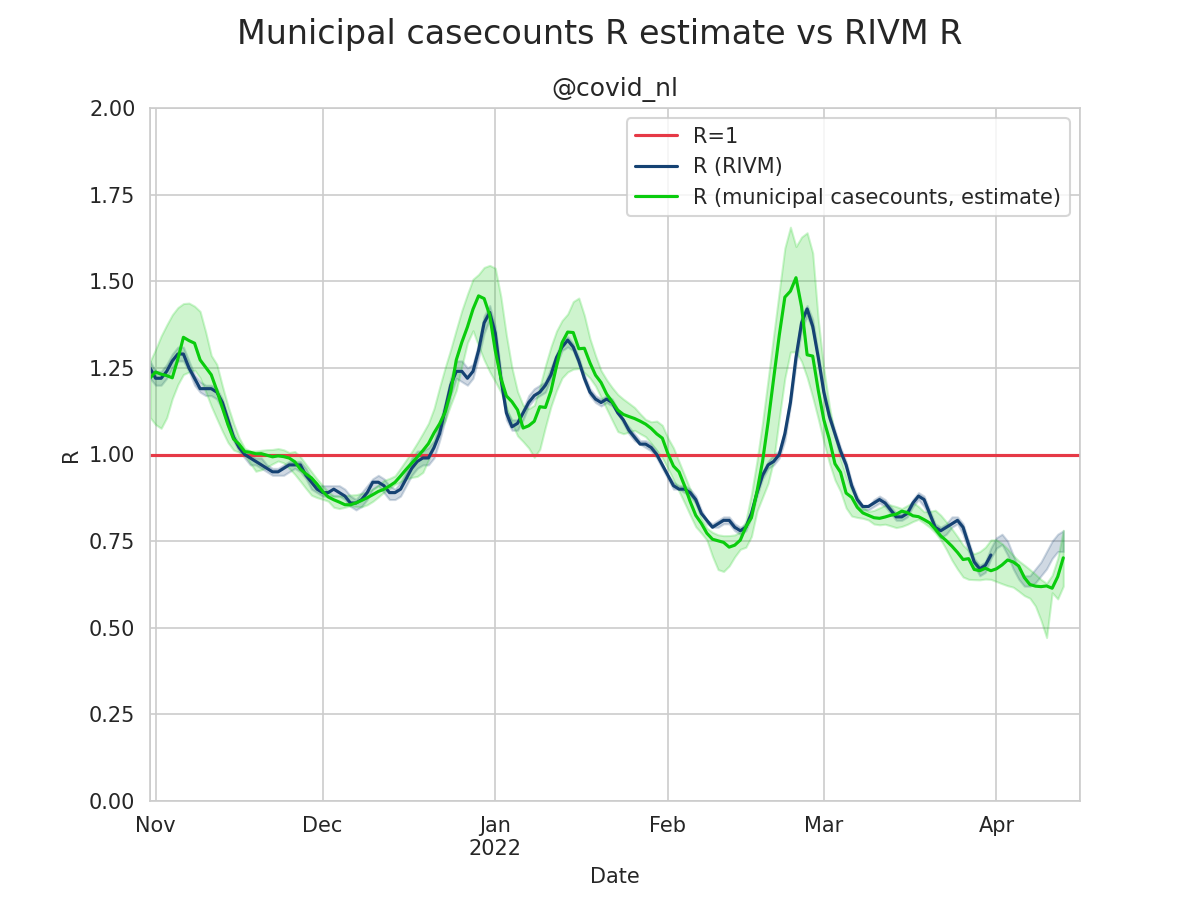 Municipal casecounts R estimate vs RIVM R
@covid_nl
R=1
R (RIVM)
R (municipal casecounts, estimate)
2.00
1.75
1.50
1.25
1.00
0.75
0.50
0.25
0.00
R
Nov Dec Jan Feb Mar Apr
2022
Date